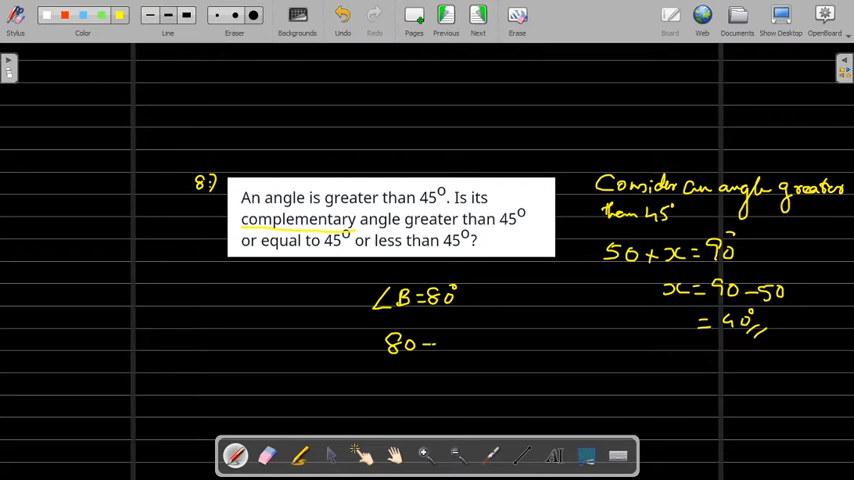 Stylus
Color
Line
Eraser
Backgrounds
Undo
Redo
Pages
Previous
Next
Erase
Board
Web
Documents
Show Desktop
OpenBoard
8:)
An angle is greater than 45°. Is its
complementary angle greater than 45°
or equal to 45° or less than 45°?
Consider an angle greater
than 45°
50 + x = 90°
x = 90 - 50
= 40°//
∠B = 80°
80 -
AI